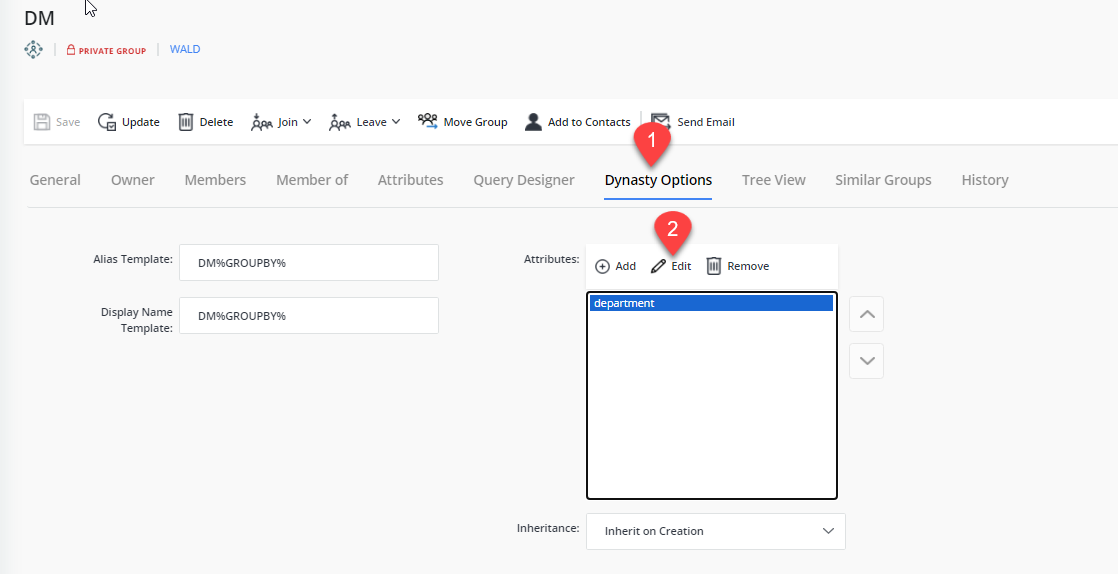 DM
PRIVATE GROUP WALD
Save Update Delete Join Leave Move Group Add to Contacts Send Email
1
General Owner Members Member of Attributes Query Designer Dynasty Options Tree View Similar Groups History
2
Alias Template: DM%GROUPBY% Attributes: Add Edit Remove
department
Display Name
Template: DM%GROUPBY%
Inheritance: Inherit on Creation